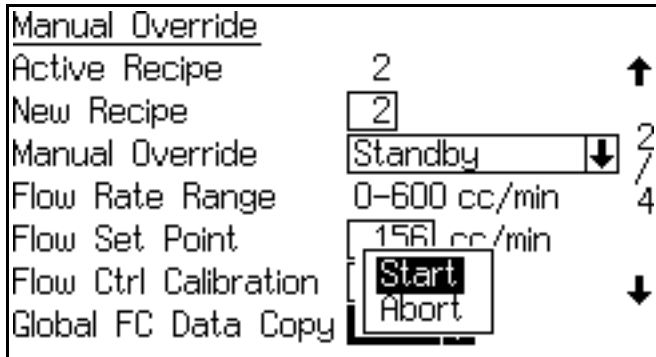 Manual Override
Active Recipe 2
New Recipe 2
Manual Override Standby
Flow Rate Range 0-600 cc/min
Flow Set Point 156 cc/min
Flow Ctrl Calibration
Start
Abort
Global FC Data Copy
2/4